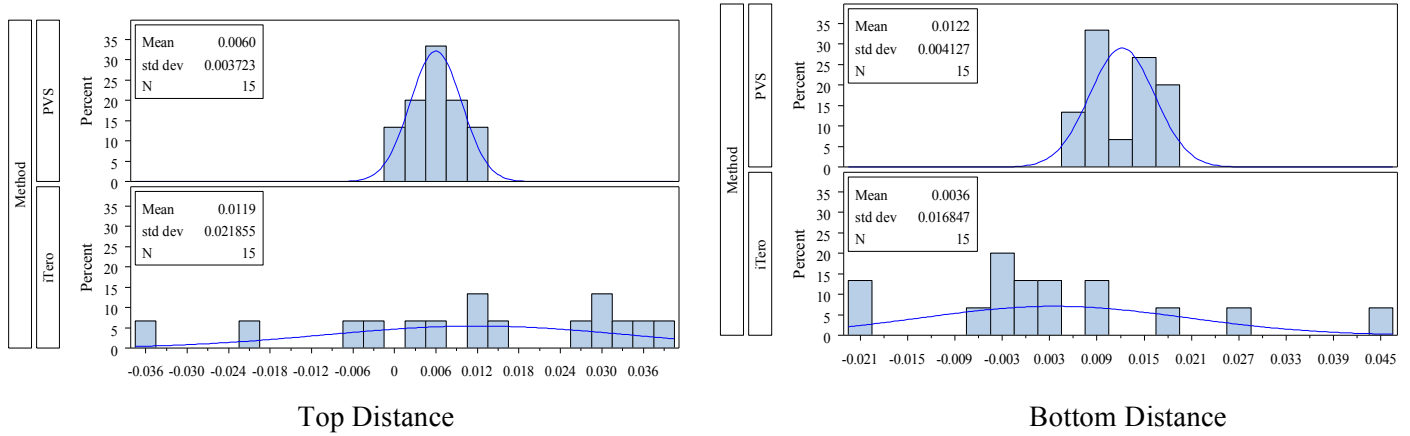 Method
PVS
Percent
35
30
25
20
15
10
5
0
Mean 0.0060
std dev 0.003723
N 15
iTero
Percent
35
30
25
20
15
10
5
0
Mean 0.0119
std dev 0.021855
N 15
-0.036 -0.030 -0.024 -0.018 -0.012 -0.006 0 0.006 0.012 0.018 0.024 0.030 0.036
Top Distance
Method
PVS
Percent
35
30
25
20
15
10
5
0
Mean 0.0122
std dev 0.004127
N 15
iTero
Percent
35
30
25
20
15
10
5
0
Mean 0.0036
std dev 0.016847
N 15
-0.021 -0.015 -0.009 -0.003 0.003 0.009 0.015 0.021 0.027 0.033 0.039 0.045
Bottom Distance